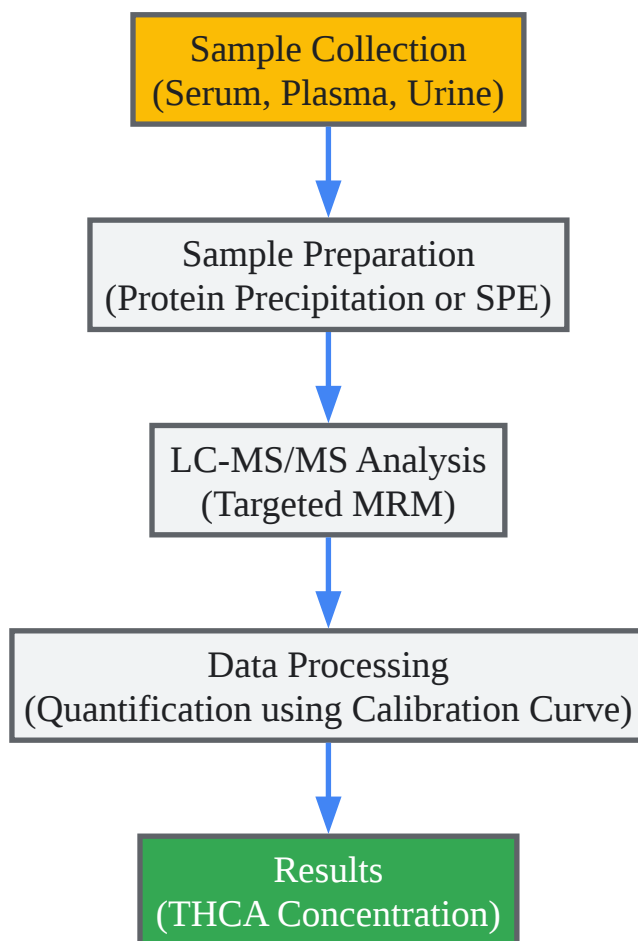 Sample Collection
(Serum, Plasma, Urine)
Sample Preparation
(Protein Precipitation or SPE)
LC-MS/MS Analysis
(Targeted MRM)
Data Processing
(Quantification using Calibration Curve)
Results
(THCA Concentration)